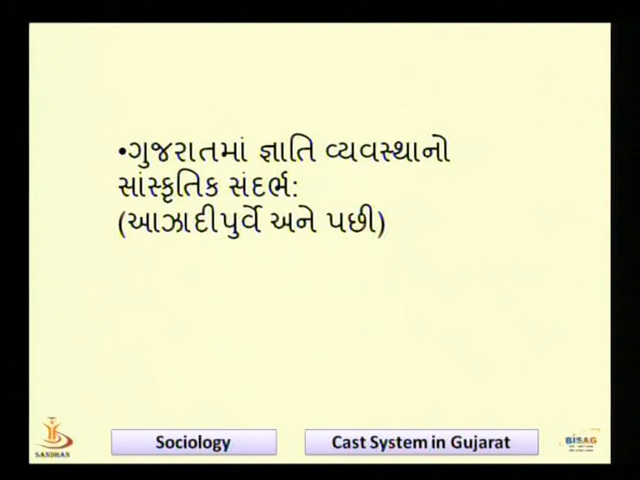 •ગુજરાતમાં જ્ઞાતિ વ્યવસ્થાનો
સાંસ્કૃતિક સંદર્ભ:
(આઝાદીપુર્વે અને પછી)
SANDHAN
Sociology
Cast System in Gujarat
BISAG